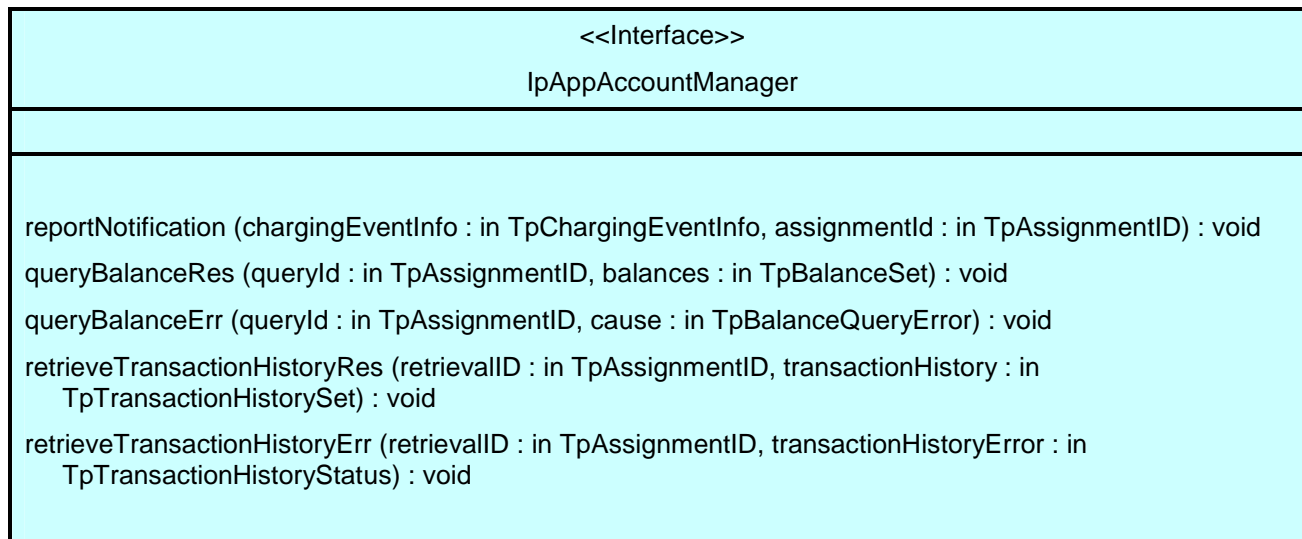 <<Interface>>
IpAppAccountManager
reportNotification (chargingEventInfo : in TpChargingEventInfo, assignmentId : in TpAssignmentID) : void
queryBalanceRes (queryId : in TpAssignmentID, balances : in TpBalanceSet) : void
queryBalanceErr (queryId : in TpAssignmentID, cause : in TpBalanceQueryError) : void
retrieveTransactionHistoryRes (retrievalID : in TpAssignmentID, transactionHistory : in
TpTransactionHistorySet) : void
retrieveTransactionHistoryErr (retrievalID : in TpAssignmentID, transactionHistoryError : in
TpTransactionHistoryStatus) : void